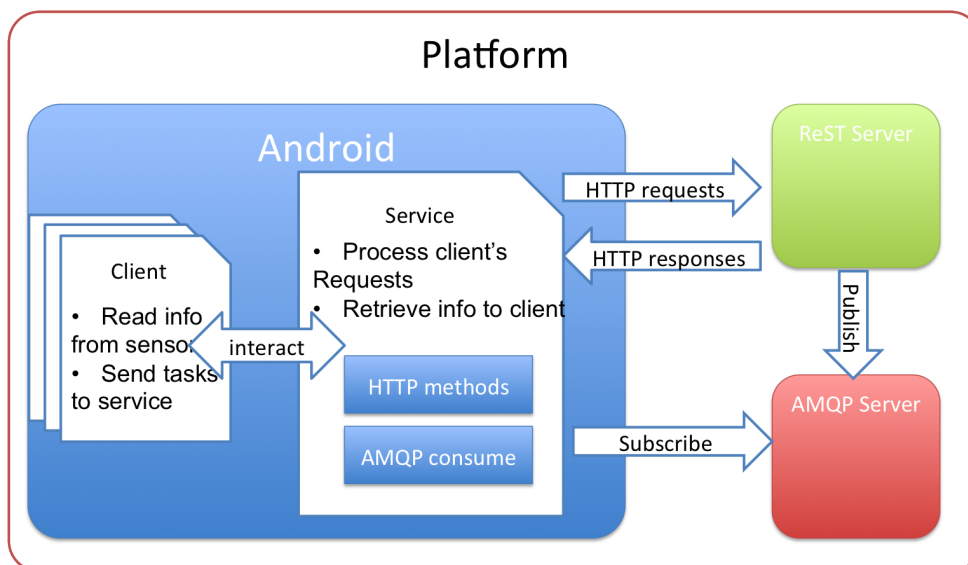 Platform
Android
ReST Server
HTTP requests
Service
• Process client's
Requests
• Retrieve info to client
HTTP responses
Client
• Read info
from sensor
• Send tasks
to service
interact
Publish
HTTP methods
AMQP consume
Subscribe
AMQP Server